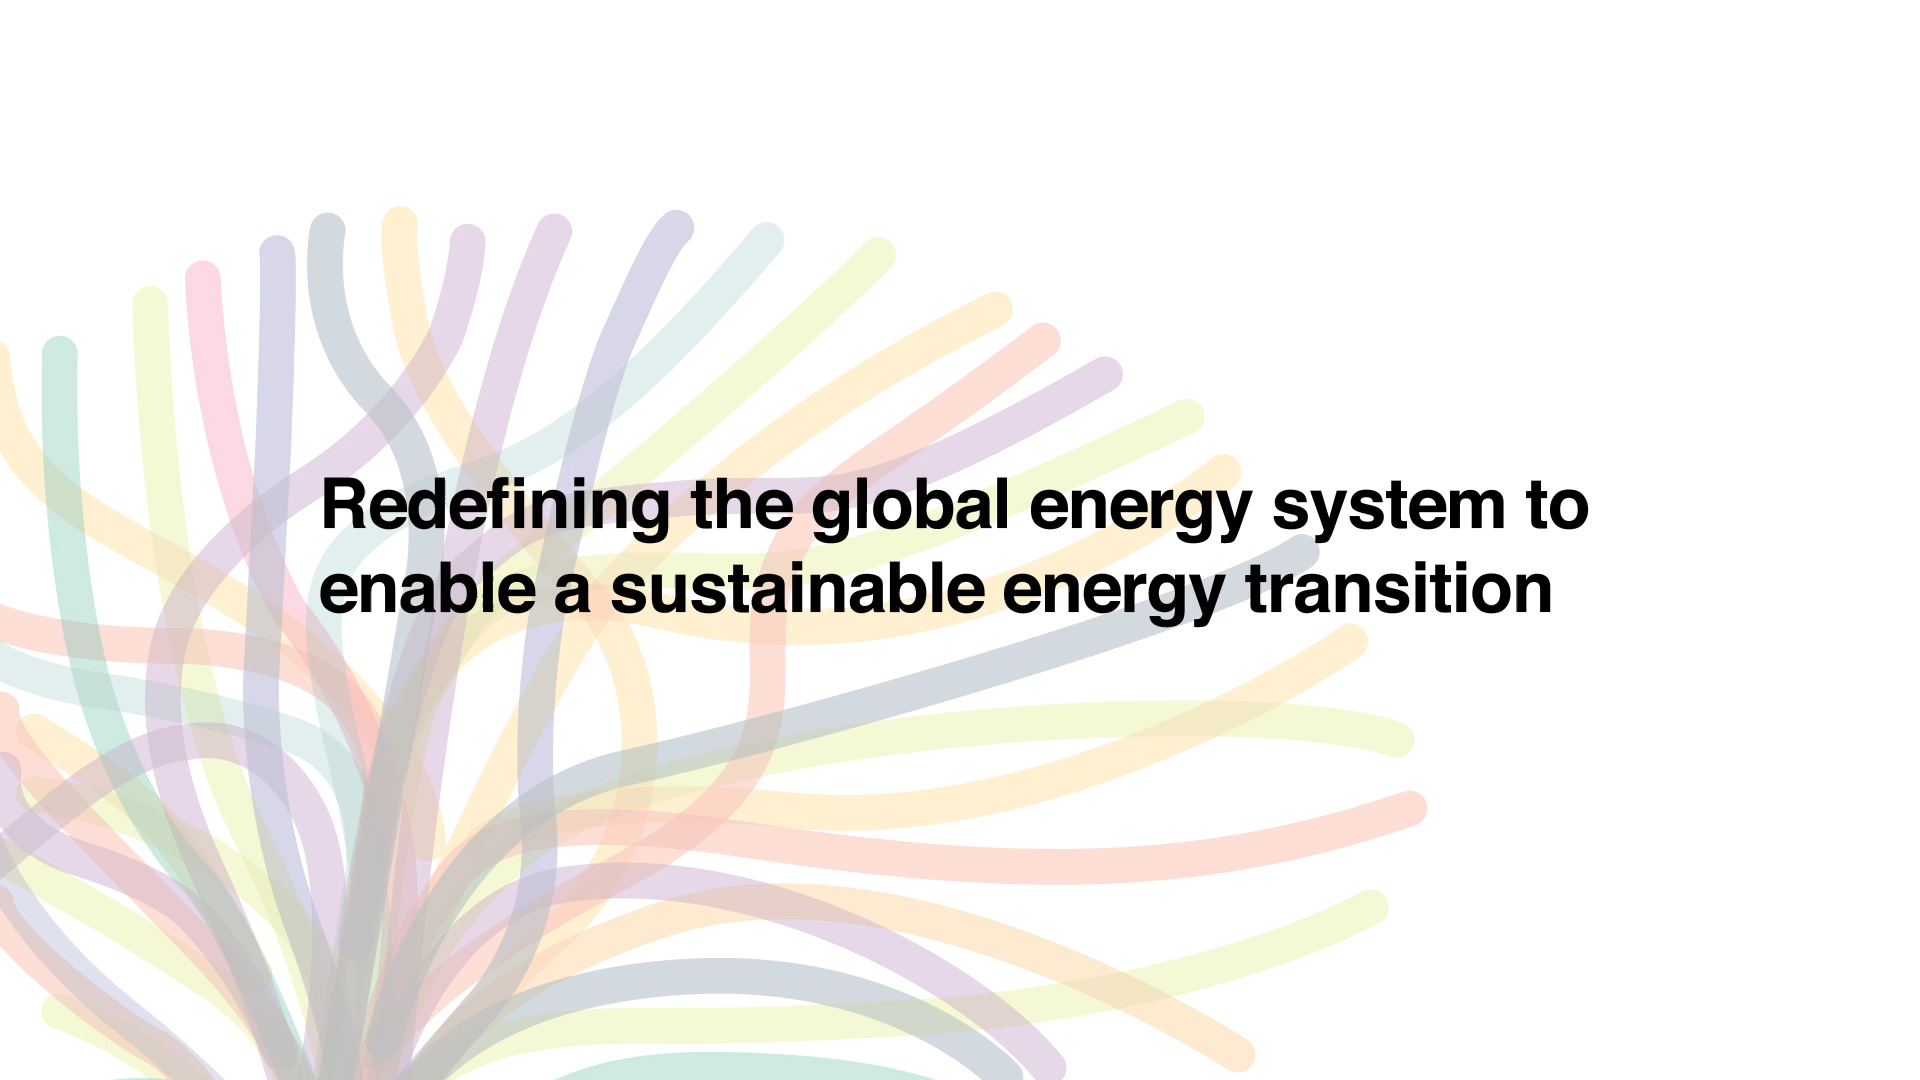 Redefining the global energy system to
enable a sustainable energy transition